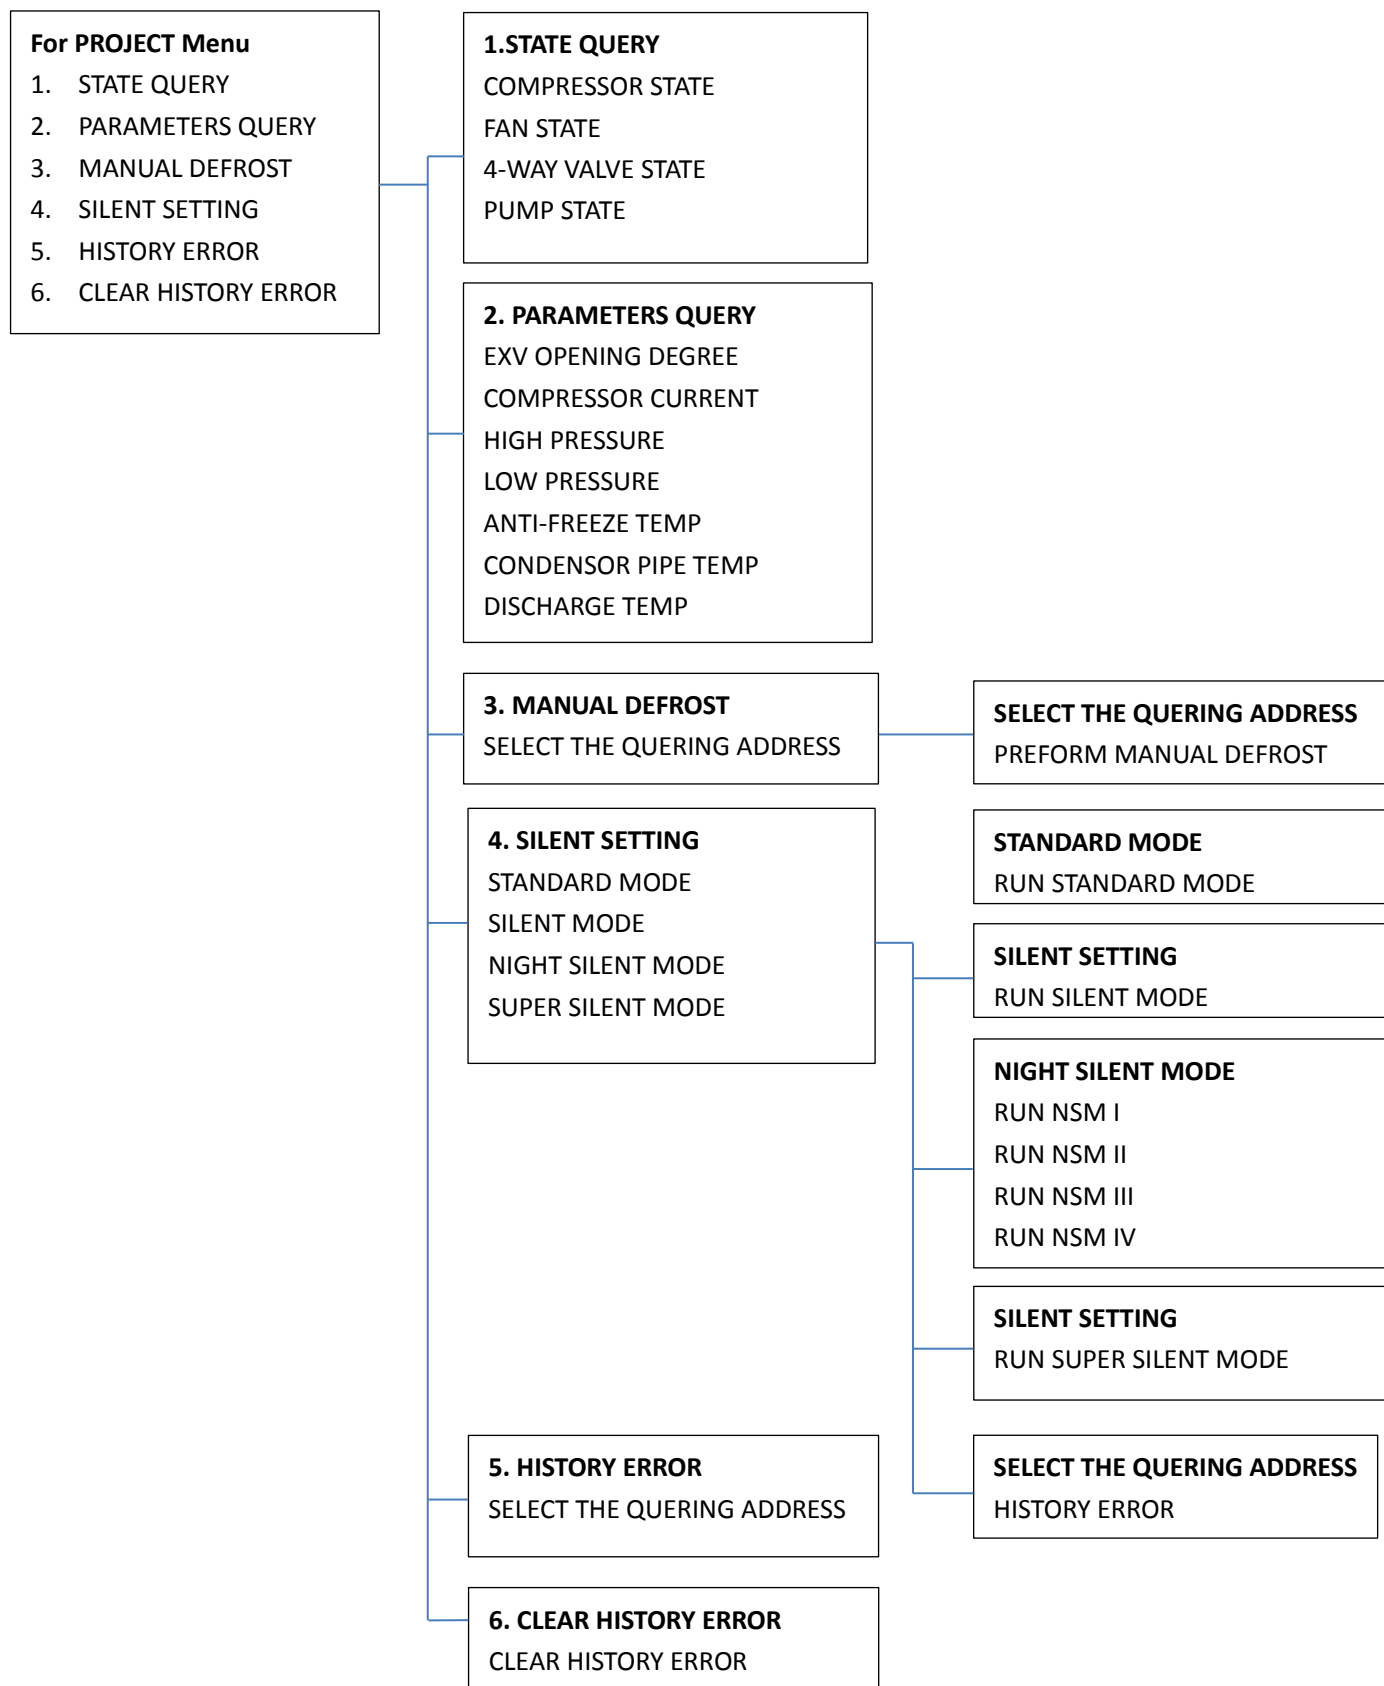 For PROJECT Menu
1. STATE QUERY
2. PARAMETERS QUERY
3. MANUAL DEFROST
4. SILENT SETTING
5. HISTORY ERROR
6. CLEAR HISTORY ERROR
1.STATE QUERY
COMPRESSOR STATE
FAN STATE
4-WAY VALVE STATE
PUMP STATE
2. PARAMETERS QUERY
EXV OPENING DEGREE
COMPRESSOR CURRENT
HIGH PRESSURE
LOW PRESSURE
ANTI-FREEZE TEMP
CONDENSOR PIPE TEMP
DISCHARGE TEMP
3. MANUAL DEFROST
SELECT THE QUERING ADDRESS
SELECT THE QUERING ADDRESS
PREFORM MANUAL DEFROST
4. SILENT SETTING
STANDARD MODE
SILENT MODE
NIGHT SILENT MODE
SUPER SILENT MODE
STANDARD MODE
RUN STANDARD MODE
SILENT SETTING
RUN SILENT MODE
NIGHT SILENT MODE
RUN NSM I
RUN NSM II
RUN NSM III
RUN NSM IV
SILENT SETTING
RUN SUPER SILENT MODE
5. HISTORY ERROR
SELECT THE QUERING ADDRESS
SELECT THE QUERING ADDRESS
HISTORY ERROR
6. CLEAR HISTORY ERROR
CLEAR HISTORY ERROR